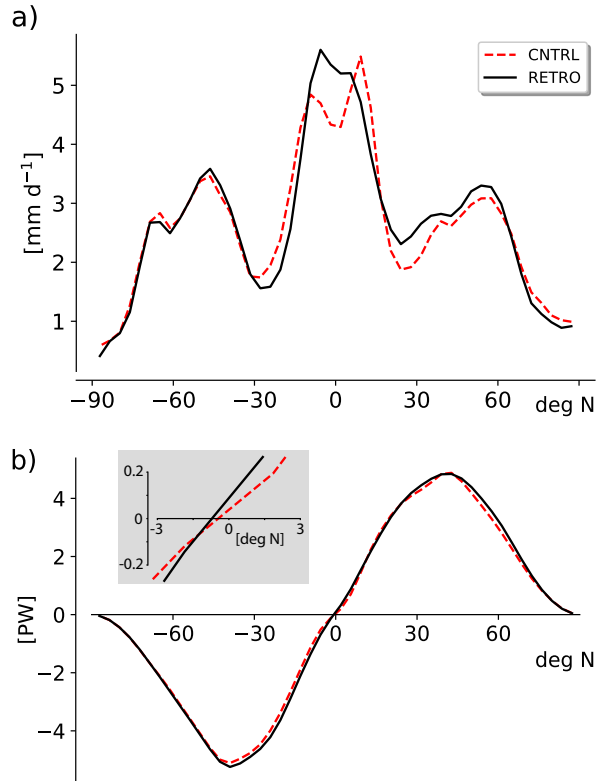 a)
CNTRL
RETRO
5
4
3
2
1
[mm d⁻¹]
−90 −60 −30 0 30 60
deg N
b)
0.2
0
-0.2
-3 0 3
[deg N]
4
2
0
−2
−4
[PW]
−60 −30 0 30 60
deg N